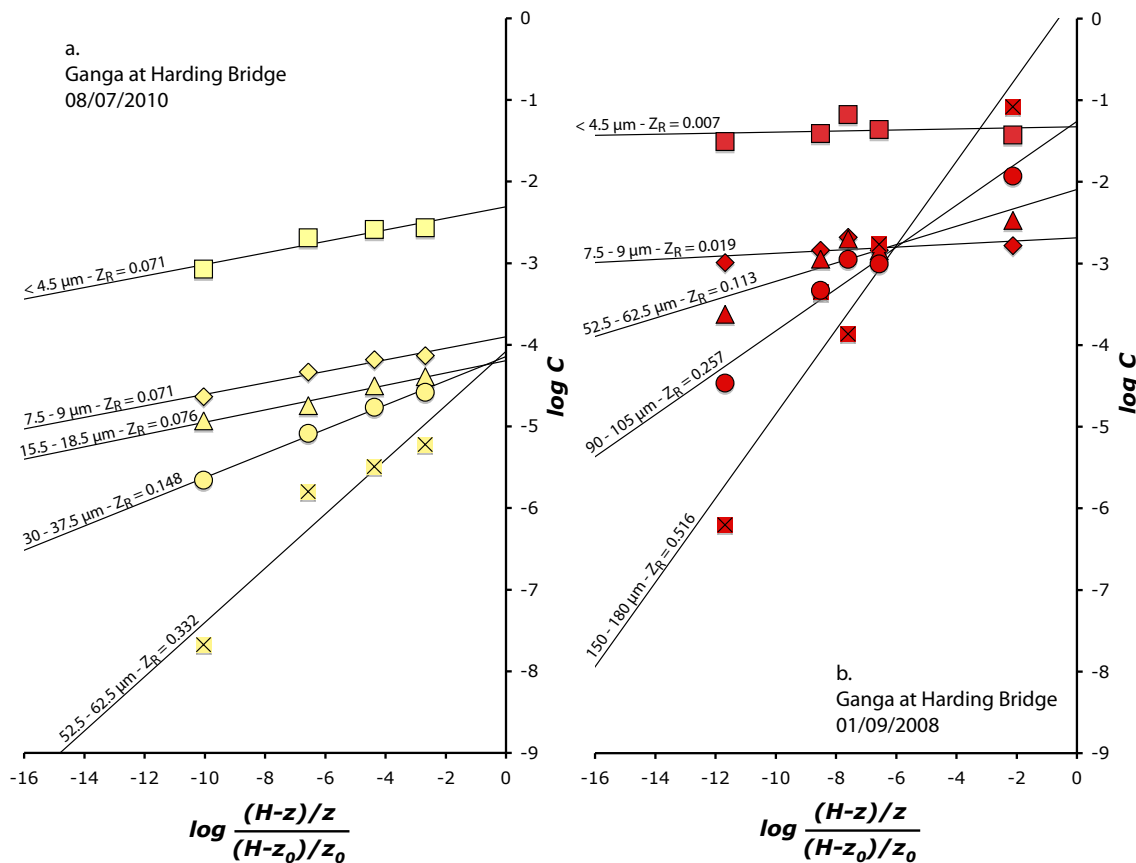 a.
Ganga at Harding Bridge
08/07/2010
< 4.5 µm - Z_R = 0.071
7.5 - 9 µm - Z_R = 0.071
15.5 - 18.5 µm - Z_R = 0.076
30 - 37.5 µm - Z_R = 0.148
52.5 - 62.5 µm - Z_R = 0.332
0
-1
-2
-3
-4
-5
-6
-7
-8
-9
log C
-16 -14 -12 -10 -8 -6 -4 -2 0
log (H-z)/z
(H-z₀)/z₀
< 4.5 µm - Z_R = 0.007
7.5 - 9 µm - Z_R = 0.019
52.5 - 62.5 µm - Z_R = 0.113
90 - 105 µm - Z_R = 0.257
150 - 180 µm - Z_R = 0.516
b.
Ganga at Harding Bridge
01/09/2008
0
-1
-2
-3
-4
-5
-6
-7
-8
-9
log C
-16 -14 -12 -10 -8 -6 -4 -2 0
log (H-z)/z
(H-z₀)/z₀